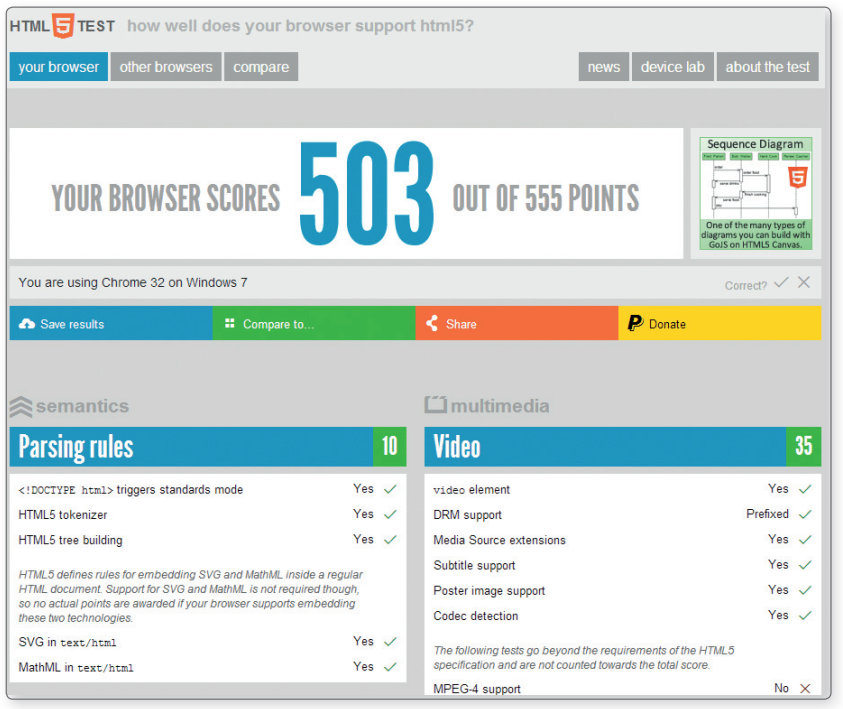 HTML 5 TEST how well does your browser support html5?
your browser other browsers compare news device lab about the test
YOUR BROWSER SCORES 503 OUT OF 555 POINTS
Sequence Diagram
One of the many types of
diagrams you can build with
GoJS on HTML5 Canvas.
You are using Chrome 32 on Windows 7 Correct?
Save results Compare to... Share Donate
semantics
Parsing rules 10
<!DOCTYPE html> triggers standards mode Yes
HTML5 tokenizer Yes
HTML5 tree building Yes
HTML5 defines rules for embedding SVG and MathML inside a regular
HTML document. Support for SVG and MathML is not required though,
so no actual points are awarded if your browser supports embedding
these two technologies.
SVG in text/html Yes
MathML in text/html Yes
multimedia
Video 35
video element Yes
DRM support Prefixed
Media Source extensions Yes
Subtitle support Yes
Poster image support Yes
Codec detection Yes
The following tests go beyond the requirements of the HTML5
specification and are not counted towards the total score.
MPEG-4 support No